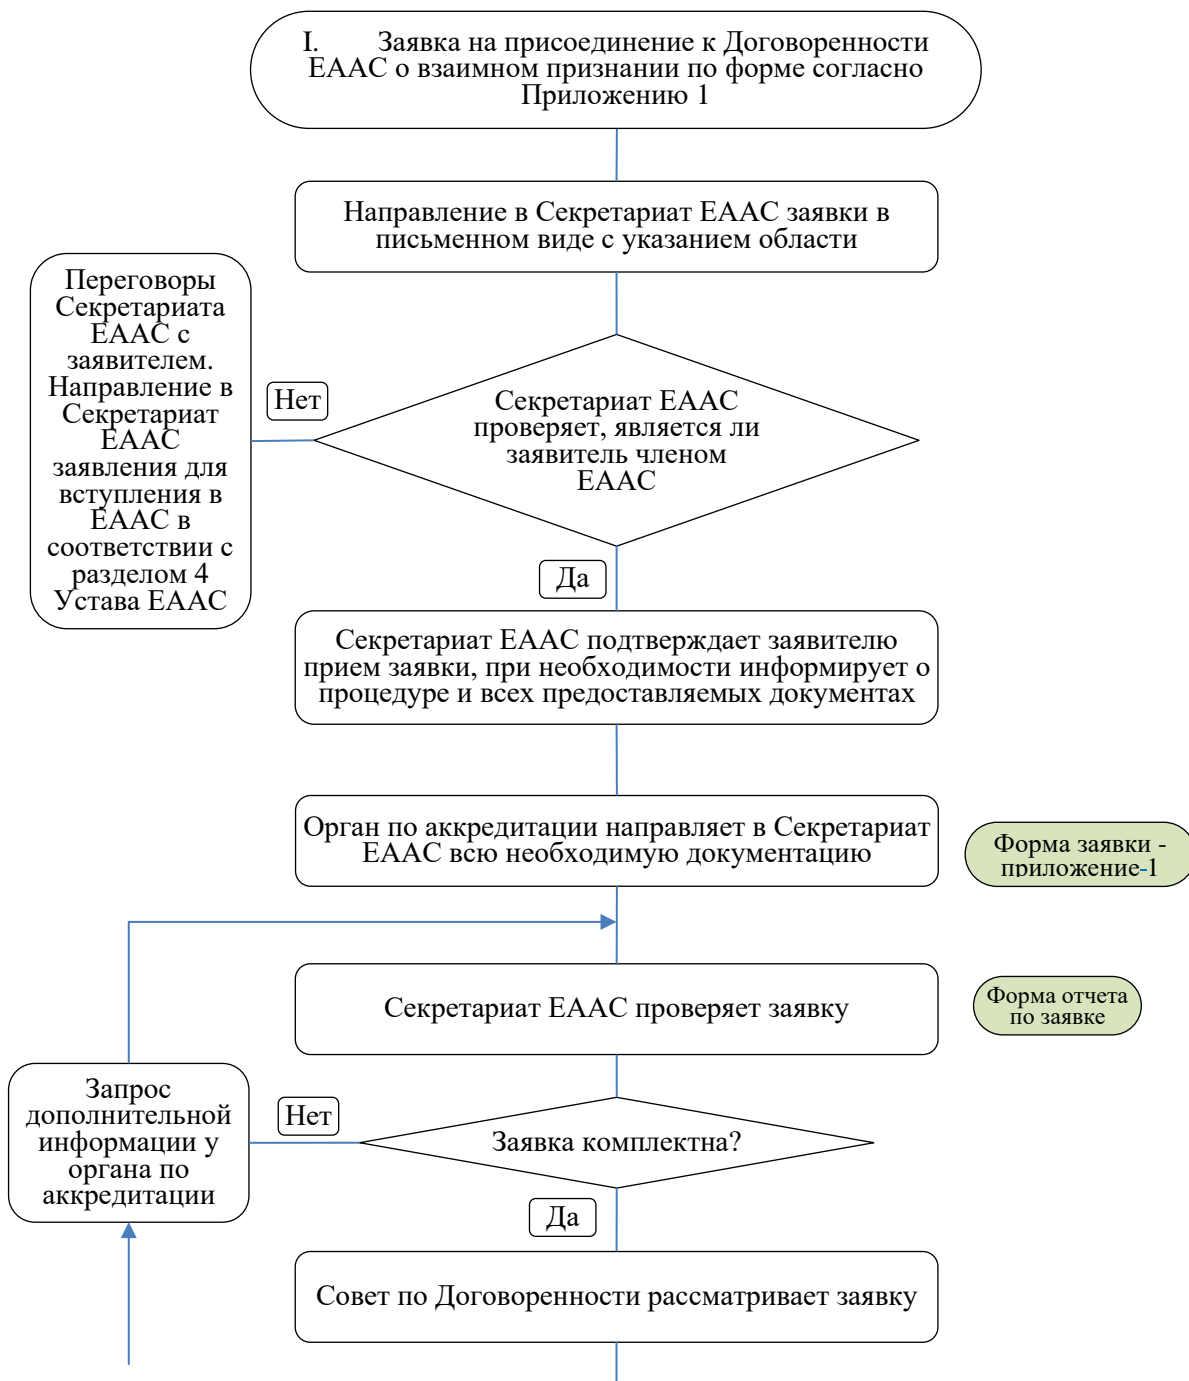 I. Заявка на присоединение к Договоренности
ЕААС о взаимном признании по форме согласно
Приложению 1
Направление в Секретариат ЕААС заявки в
письменном виде с указанием области
Переговоры
Секретариата
ЕААС с
заявителем.
Направление в
Секретариат
ЕААС
заявления для
вступления в
ЕААС в
соответствии с
разделом 4
Устава ЕААС
Нет
Секретариат ЕААС
проверяет, является ли
заявитель членом
ЕААС
Да
Секретариат ЕААС подтверждает заявителю
прием заявки, при необходимости информирует о
процедуре и всех предоставляемых документах
Орган по аккредитации направляет в Секретариат
ЕААС всю необходимую документацию
Форма заявки -
приложение-1
Секретариат ЕААС проверяет заявку
Форма отчета
по заявке
Запрос
дополнительной
информации у
органа по
аккредитации
Нет
Заявка комплектна?
Да
Совет по Договоренности рассматривает заявку